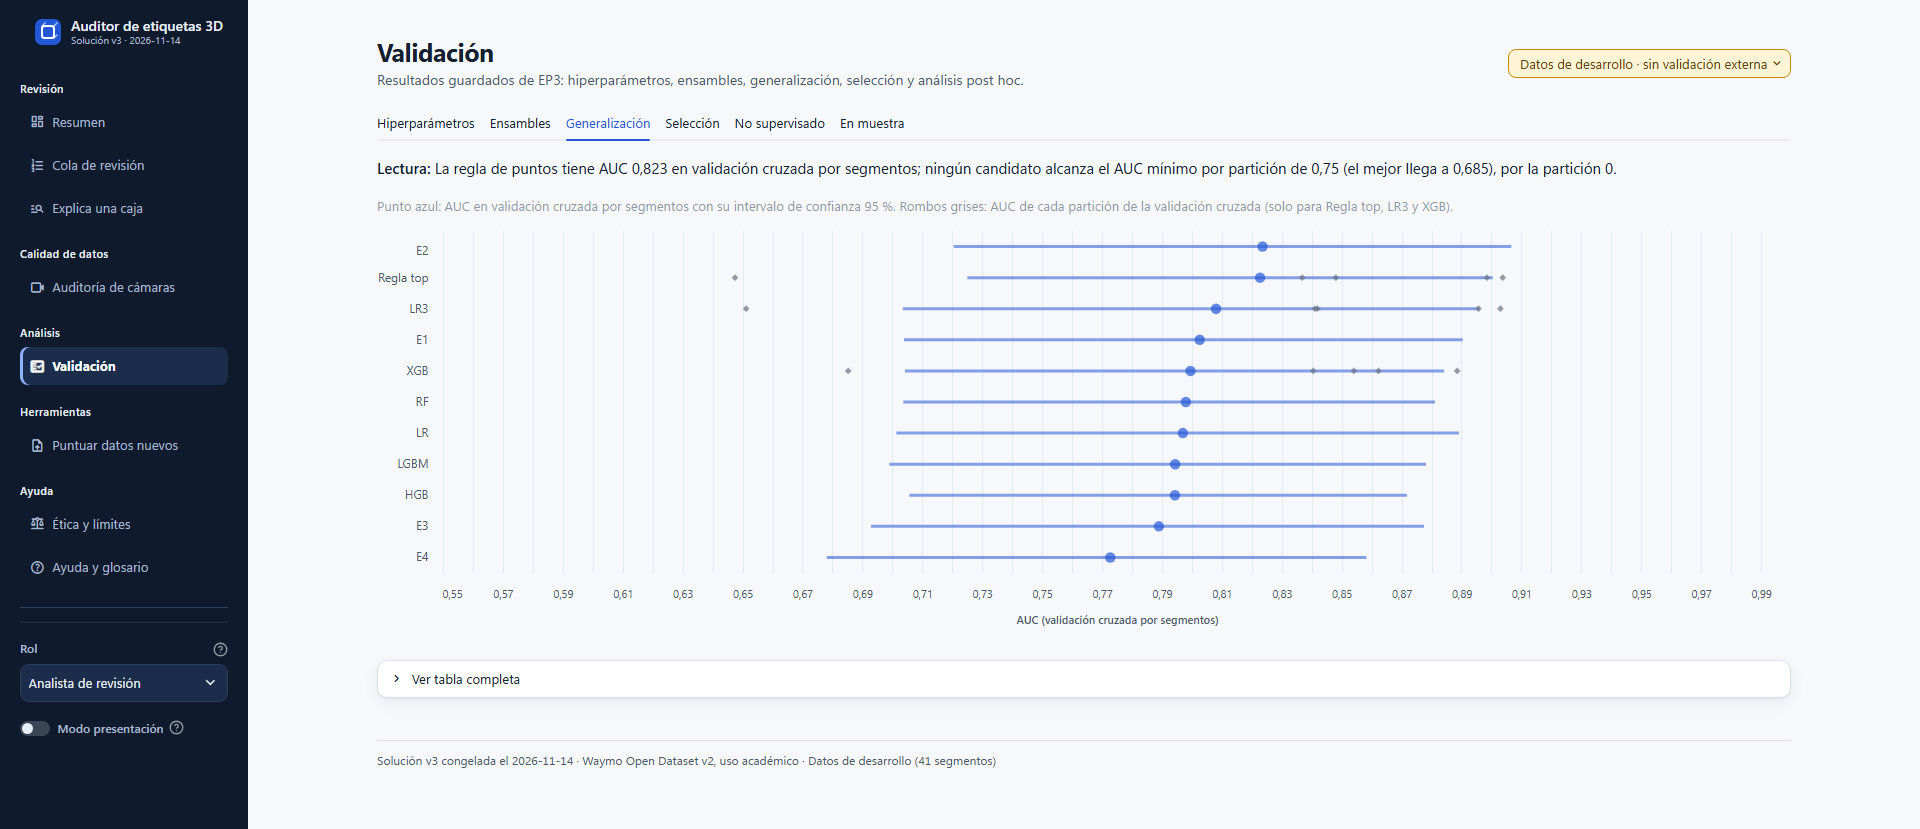 Auditor de etiquetas 3D
Solución v3 · 2026-11-14
Revisión
Resumen
Cola de revisión
Explica una caja
Calidad de datos
Auditoría de cámaras
Análisis
Validación
Herramientas
Puntuar datos nuevos
Ayuda
Ética y límites
Ayuda y glosario
Rol
Analista de revisión
Modo presentación
Validación
Resultados guardados de EP3: hiperparámetros, ensambles, generalización, selección y análisis post hoc.
Datos de desarrollo · sin validación externa
Hiperparámetros Ensambles Generalización Selección No supervisado En muestra
Lectura: La regla de puntos tiene AUC 0,823 en validación cruzada por segmentos; ningún candidato alcanza el AUC mínimo por partición de 0,75 (el mejor llega a 0,685), por la partición 0.
Punto azul: AUC en validación cruzada por segmentos con su intervalo de confianza 95 %. Rombos grises: AUC de cada partición de la validación cruzada (solo para Regla top, LR3 y XGB).
E2
Regla top
LR3
E1
XGB
RF
LR
LGBM
HGB
E3
E4
0,55 0,57 0,59 0,61 0,63 0,65 0,67 0,69 0,71 0,73 0,75 0,77 0,79 0,81 0,83 0,85 0,87 0,89 0,91 0,93 0,95 0,97 0,99
AUC (validación cruzada por segmentos)
Ver tabla completa
Solución v3 congelada el 2026-11-14 · Waymo Open Dataset v2, uso académico · Datos de desarrollo (41 segmentos)